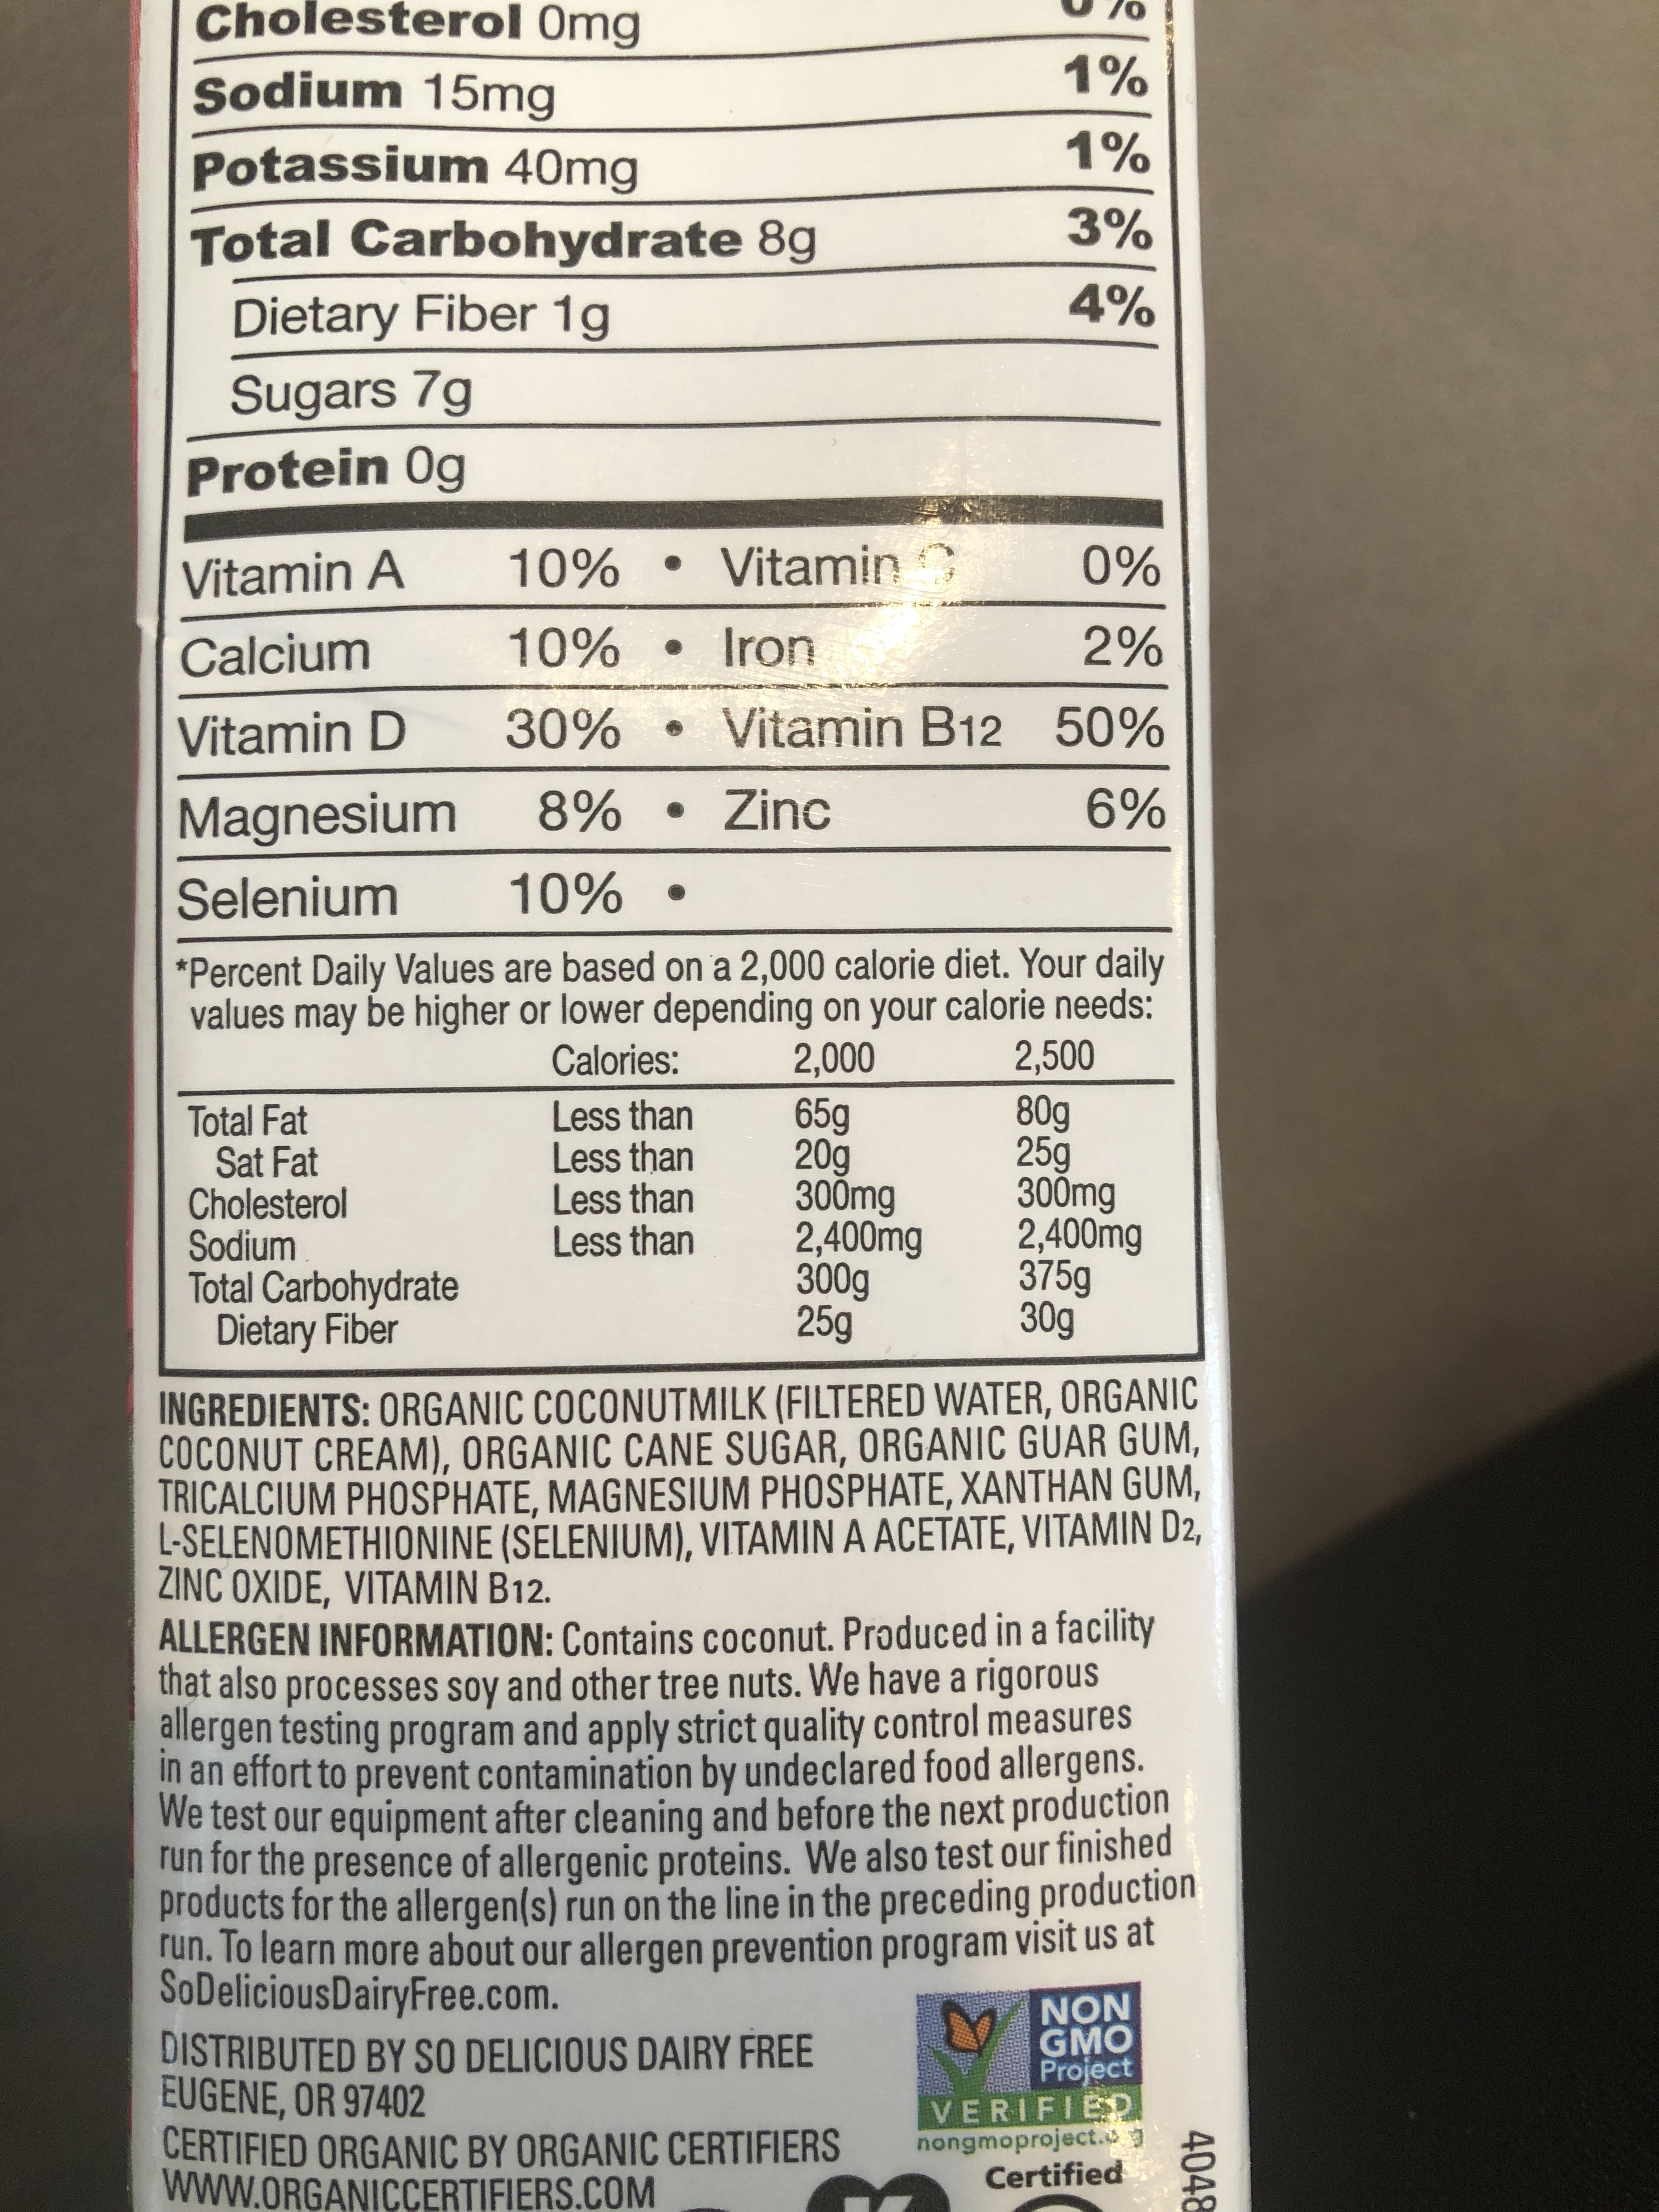 Cholesterol 0mg 0%
Sodium 15mg 1%
Potassium 40mg 1%
Total Carbohydrate 8g 3%
Dietary Fiber 1g 4%
Sugars 7g
Protein 0g
Vitamin A 10% • Vitamin C 0%
Calcium 10% • Iron 2%
Vitamin D 30% • Vitamin B12 50%
Magnesium 8% • Zinc 6%
Selenium 10% •
*Percent Daily Values are based on a 2,000 calorie diet. Your daily
values may be higher or lower depending on your calorie needs:
Calories: 2,000 2,500
Total Fat Less than 65g 80g
Sat Fat Less than 20g 25g
Cholesterol Less than 300mg 300mg
Sodium Less than 2,400mg 2,400mg
Total Carbohydrate 300g 375g
Dietary Fiber 25g 30g
INGREDIENTS: ORGANIC COCONUTMILK (FILTERED WATER, ORGANIC
COCONUT CREAM), ORGANIC CANE SUGAR, ORGANIC GUAR GUM,
TRICALCIUM PHOSPHATE, MAGNESIUM PHOSPHATE, XANTHAN GUM,
L-SELENOMETHIONINE (SELENIUM), VITAMIN A ACETATE, VITAMIN D2,
ZINC OXIDE, VITAMIN B12.
ALLERGEN INFORMATION: Contains coconut. Produced in a facility
that also processes soy and other tree nuts. We have a rigorous
allergen testing program and apply strict quality control measures
in an effort to prevent contamination by undeclared food allergens.
We test our equipment after cleaning and before the next production
run for the presence of allergenic proteins. We also test our finished
products for the allergen(s) run on the line in the preceding production
run. To learn more about our allergen prevention program visit us at
SoDeliciousDairyFree.com.
DISTRIBUTED BY SO DELICIOUS DAIRY FREE
EUGENE, OR 97402
CERTIFIED ORGANIC BY ORGANIC CERTIFIERS
WWW.ORGANICCERTIFIERS.COM
NON
GMO
Project
VERIFIED
nongmoproject.org
Certified
K
4048